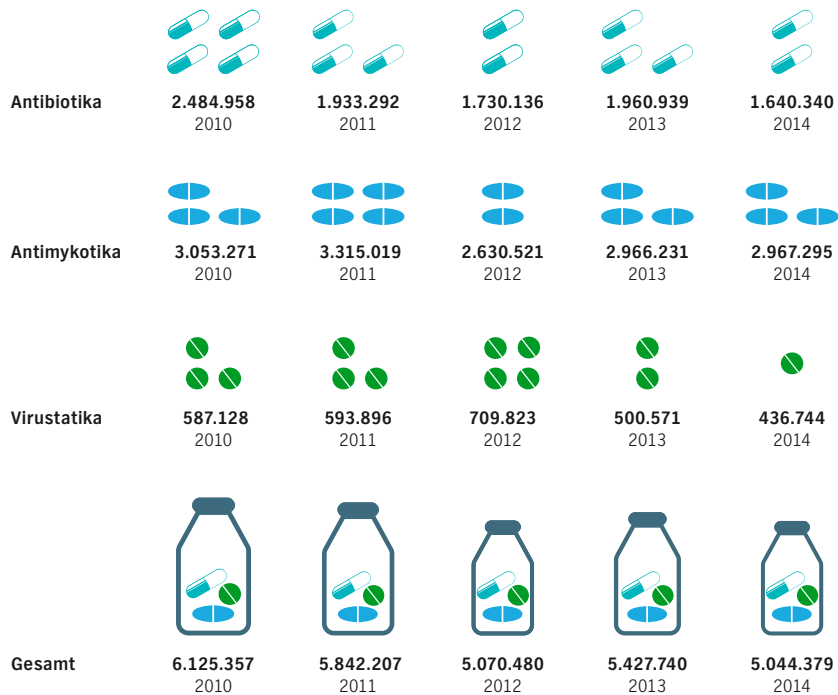 Antibiotika 2.484.958 1.933.292 1.730.136 1.960.939 1.640.340
2010 2011 2012 2013 2014
Antimykotika 3.053.271 3.315.019 2.630.521 2.966.231 2.967.295
2010 2011 2012 2013 2014
Virustatika 587.128 593.896 709.823 500.571 436.744
2010 2011 2012 2013 2014
Gesamt 6.125.357 5.842.207 5.070.480 5.427.740 5.044.379
2010 2011 2012 2013 2014